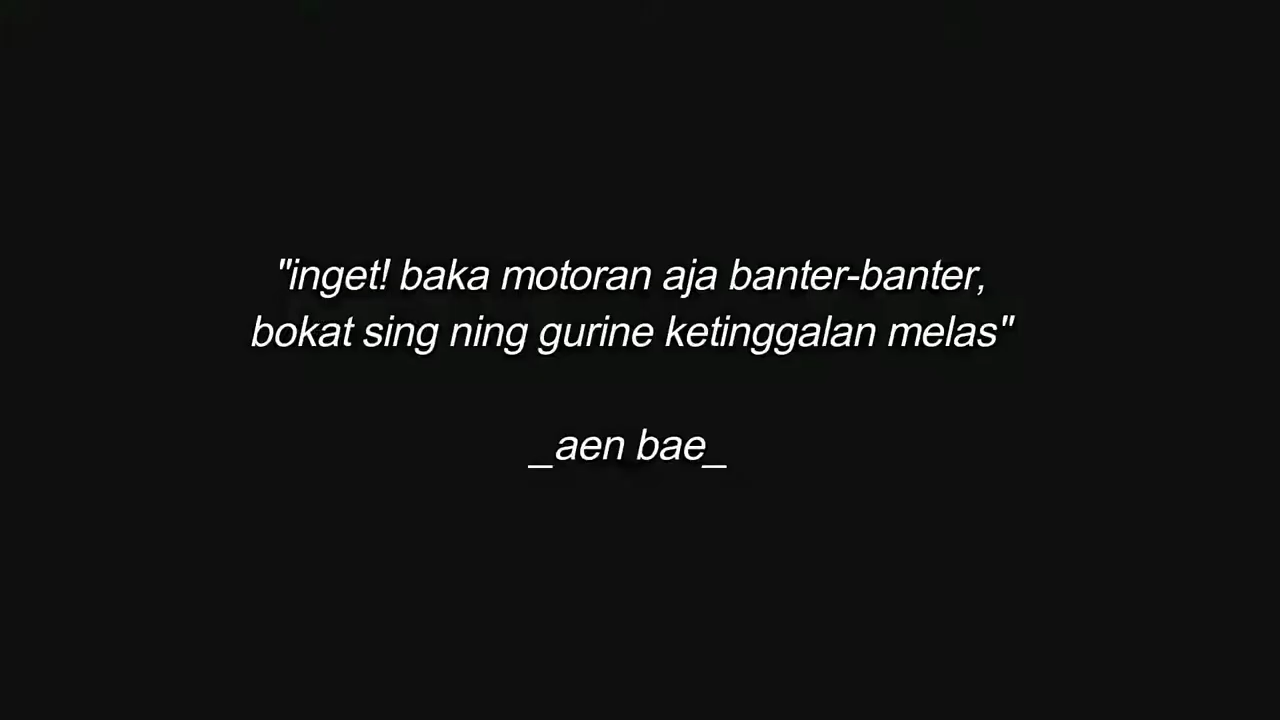 "inget! baka motoran aja banter-banter,
bokat sing ning gurine ketinggalan melas"
_aen bae_